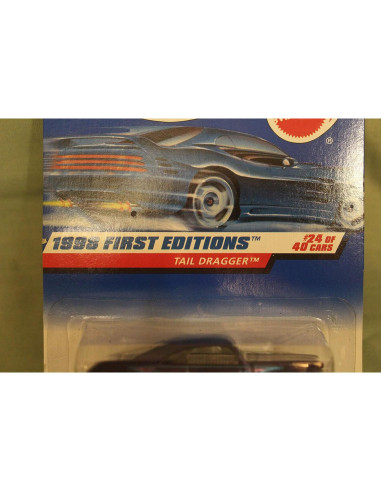 ®
1998 FIRST EDITIONS™
#24 OF
40 CARS
TAIL DRAGGER™